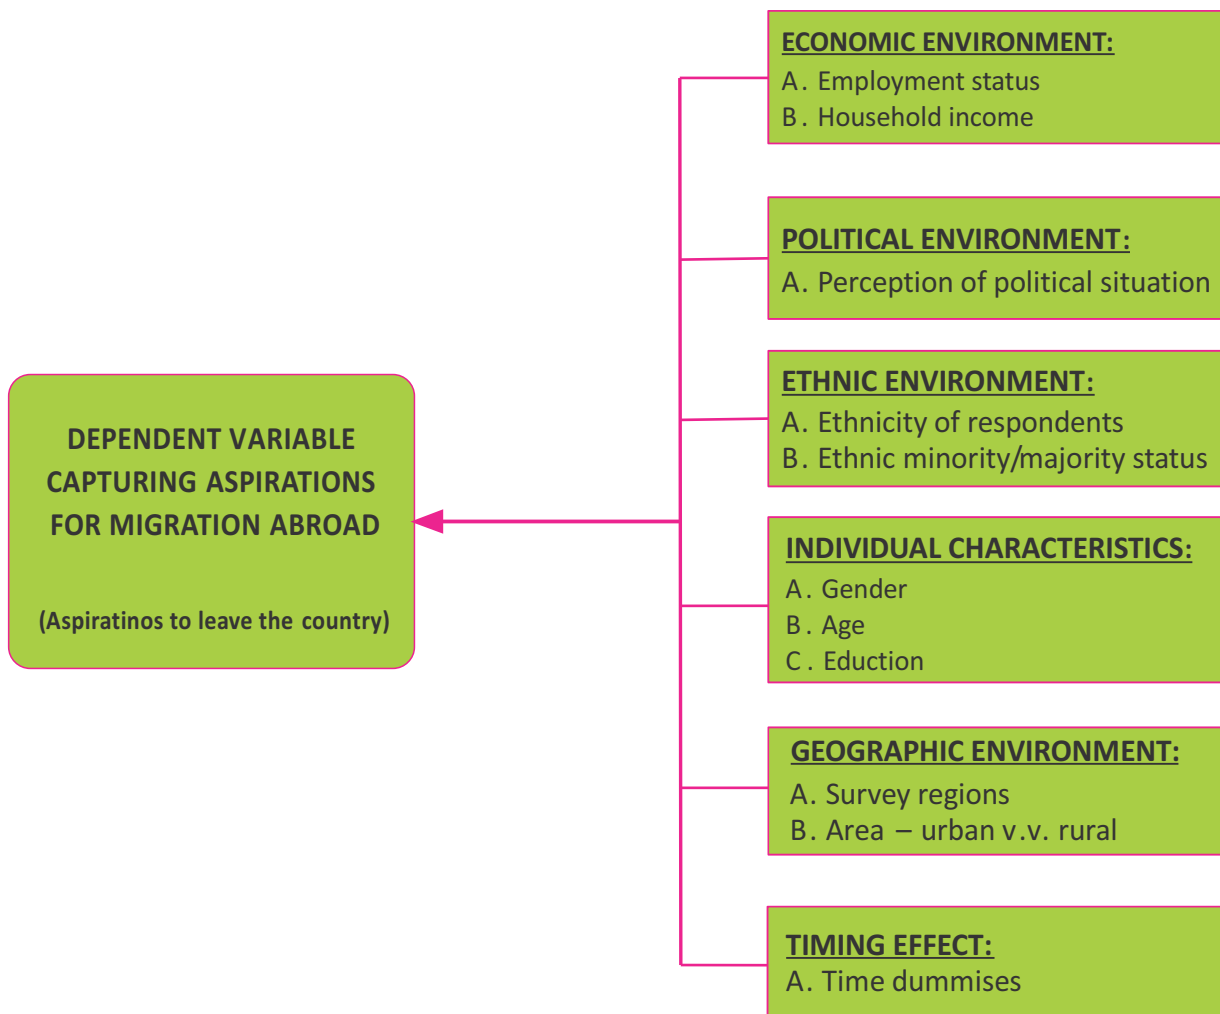 ECONOMIC ENVIRONMENT:
A. Employment status
B. Household income
POLITICAL ENVIRONMENT:
A. Perception of political situation
ETHNIC ENVIRONMENT:
A. Ethnicity of respondents
B. Ethnic minority/majority status
DEPENDENT VARIABLE
CAPTURING ASPIRATIONS
FOR MIGRATION ABROAD
(Aspiratinos to leave the country)
INDIVIDUAL CHARACTERISTICS:
A. Gender
B. Age
C. Eduction
GEOGRAPHIC ENVIRONMENT:
A. Survey regions
B. Area – urban v.v. rural
TIMING EFFECT:
A. Time dummises